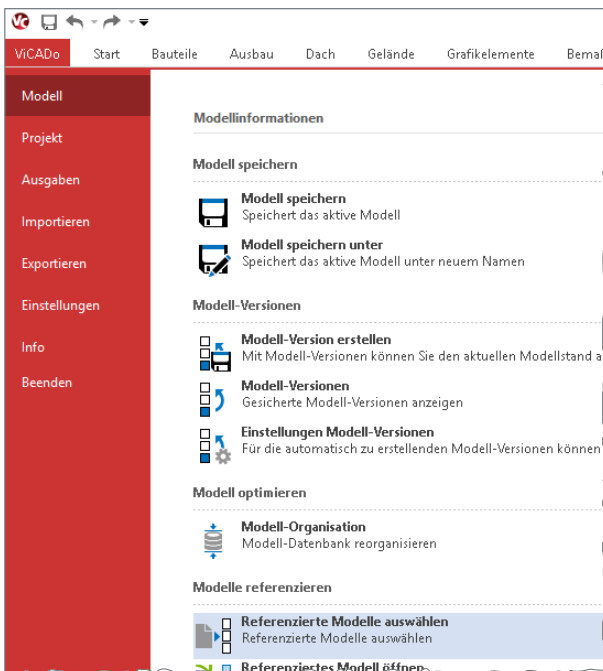 ViCADo Start Bauteile Ausbau Dach Gelände Grafikelemente
Modell
Projekt
Ausgaben
Importieren
Exportieren
Einstellungen
Info
Beenden
Modellinformationen
Modell speichern
Modell speichern
Speichert das aktive Modell
Modell speichern unter
Speichert das aktive Modell unter neuem Namen
Modell-Versionen
Modell-Version erstellen
Mit Modell-Versionen können Sie den aktuellen Modellstand a
Modell-Versionen
Gesicherte Modell-Versionen anzeigen
Einstellungen Modell-Versionen
Für die automatisch zu erstellenden Modell-Versionen können
Modell optimieren
Modell-Organisation
Modell-Datenbank reorganisieren
Modelle referenzieren
Referenzierte Modelle auswählen
Referenzierte Modelle auswählen
Referenziertes Modell öffnen